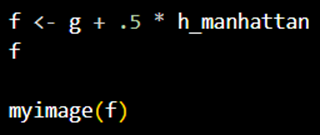 f <- g + .5 * h_manhattan
f
myimage(f)